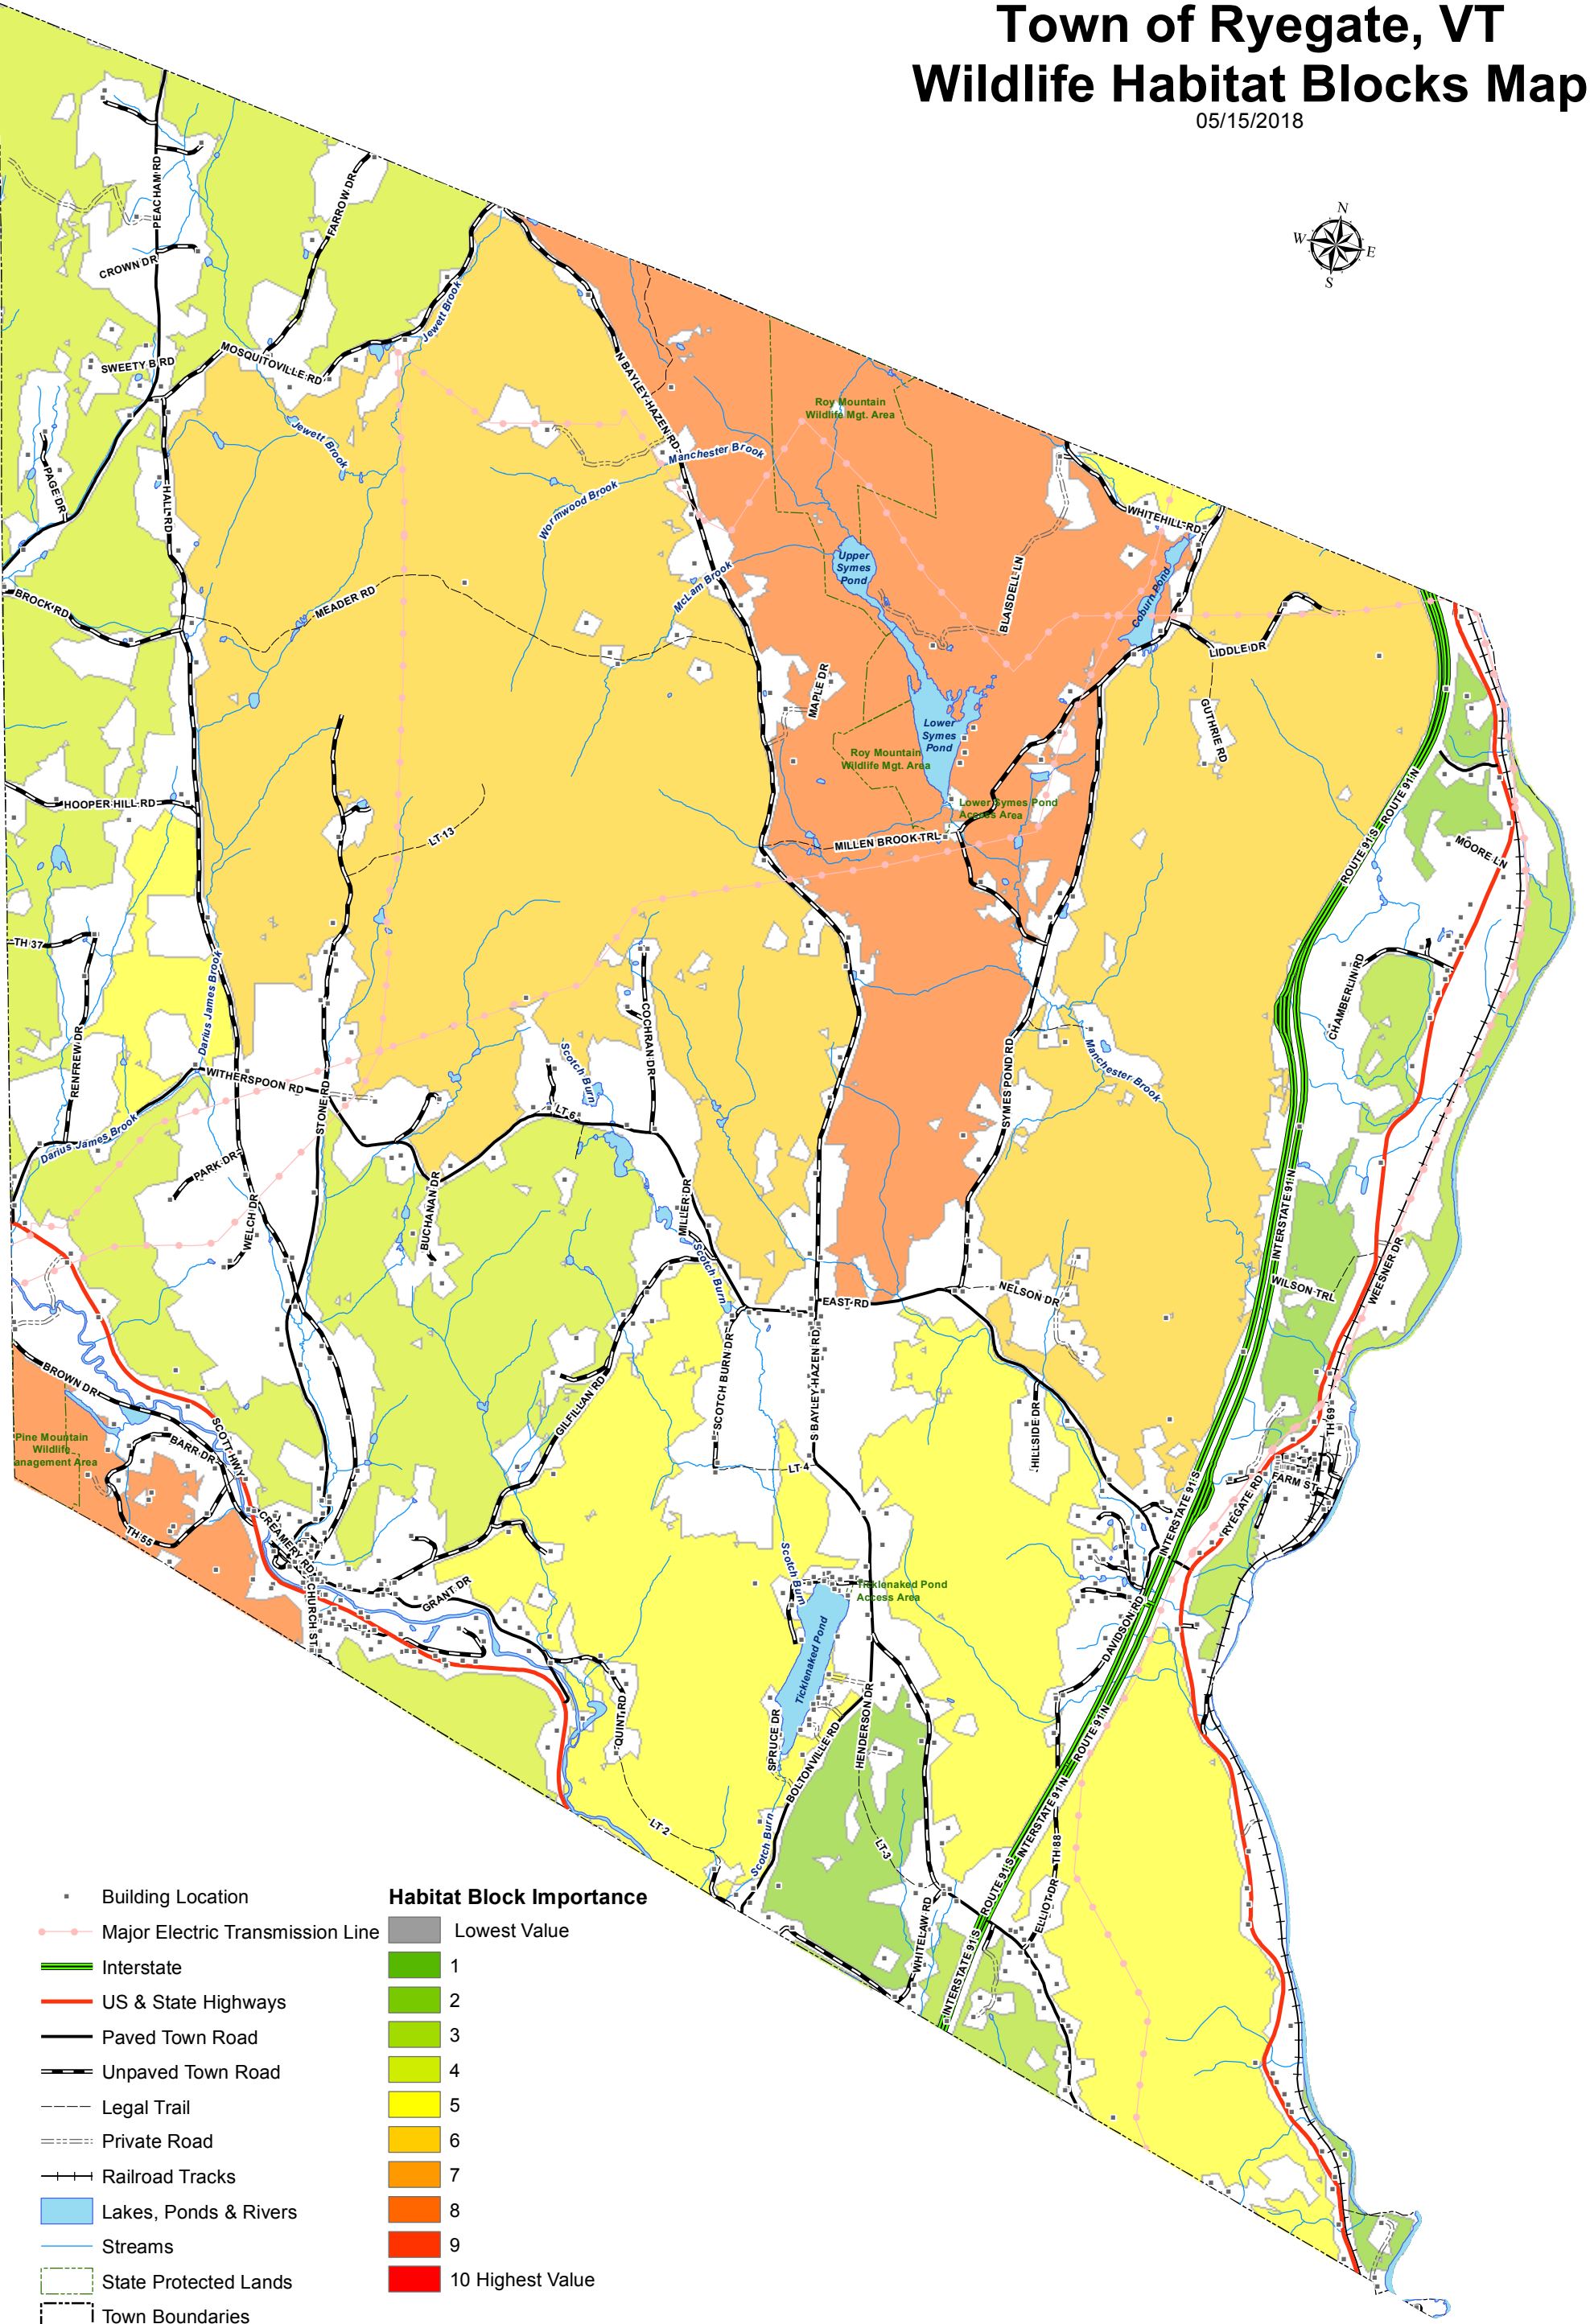 Town of Ryegate, VT
Wildlife Habitat Blocks Map
05/15/2018
N
W
E
S
PEACHAM RD
FARROW DR
CROWN DR
SWEETY B RD
MOSQUITOVILLE RD
Jewett Brook
Jewett Brook
N BAYLEY-HAZEN RD
Roy Mountain
Wildlife Mgt. Area
PAGE DR
HALL RD
Manchester Brook
Wormwood Brook
WHITEHILL RD
Upper
Symes
Pond
McLam Brook
BLAISDELL LN
Coburn Pond
BROCK RD
MEADER RD
LIDDLE DR
MAPLE DR
GUTHRIE RD
Lower
Symes
Pond
Roy Mountain
Wildlife Mgt. Area
HOOPER HILL RD
LT 13
Lower Symes Pond
Access Area
MILLEN BROOK TRL
ROUTE 91 S
ROUTE 91 N
MOORE LN
TH 37
Darius James Brook
COCHRAN DR
CHAMBERLIN RD
RENFREW DR
WITHERSPOON RD
STONE RD
Scotch Burn
LT 6
SYMES POND RD
Manchester Brook
Darius James Brook
PARK DR
WELCH DR
BUCHANAN DR
MILLER DR
Scotch Burn
INTERSTATE 91 N
WEESNER DR
WILSON TRL
NELSON DR
EAST RD
BROWN DR
SCOTCH BURN DR
S BAYLEY-HAZEN RD
GILFILLAN RD
HILLSIDE DR
Pine Mountain
Wildlife
anagement Area
BARR DR
SCOTT HWY
TH 69
FARM ST
LT 4
INTERSTATE 91 S
RYEGATE RD
TH 55
CREAMERY RD
CHURCH ST
GRANT DR
Scotch Burn
Ticklenaked Pond
Access Area
Ticklenaked Pond
DAVIDSON RD
QUINT RD
SPRUCE DR
BOLTONVILLE RD
HENDERSON DR
ROUTE 91 N
INTERSTATE 91 N
LT 2
Scotch Burn
LT-3
TH 88
ROUTE 91 S
ELLIOT DR
WHITELAW RD
INTERSTATE 91 S
Building Location
Major Electric Transmission Line
Interstate
US & State Highways
Paved Town Road
Unpaved Town Road
Legal Trail
Private Road
Railroad Tracks
Lakes, Ponds & Rivers
Streams
State Protected Lands
Town Boundaries
Habitat Block Importance
Lowest Value
1
2
3
4
5
6
7
8
9
10 Highest Value